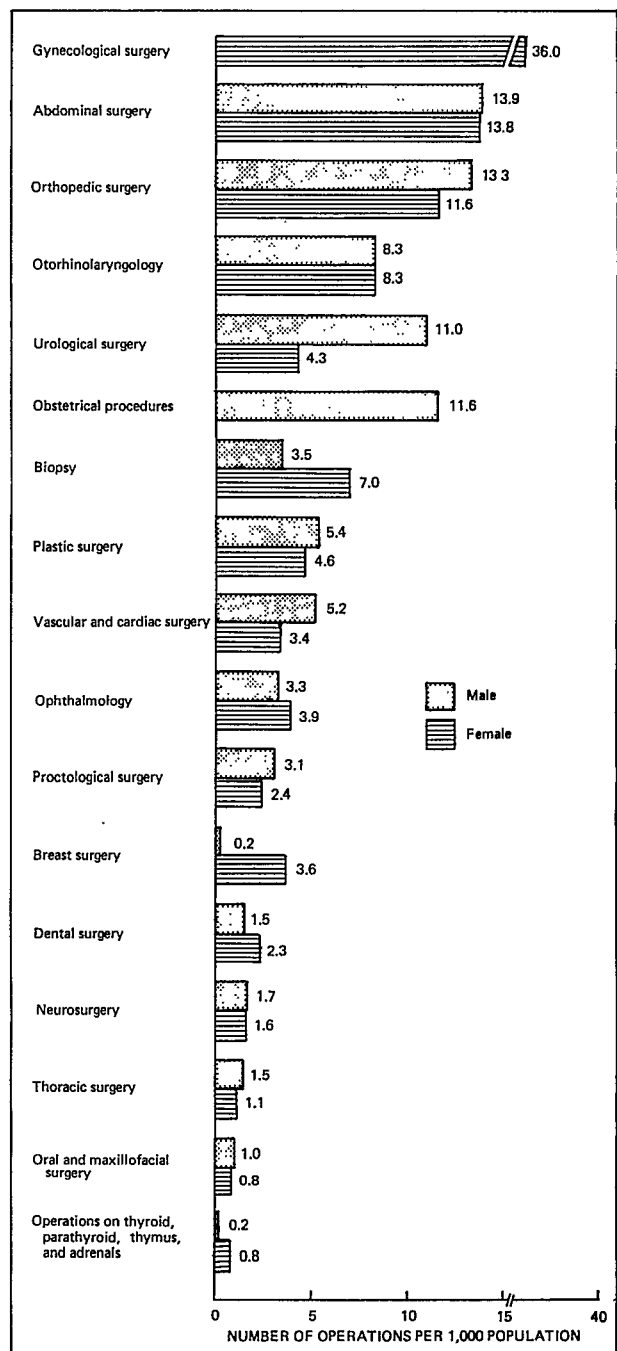 Gynecological surgery
36.0
Abdominal surgery
13.9
13.8
Orthopedic surgery
13 3
11.6
Otorhinolaryngology
8.3
8.3
Urological surgery
11.0
4.3
Obstetrical procedures
11.6
Biopsy
3.5
7.0
Plastic surgery
5.4
4.6
Vascular and cardiac surgery
5.2
3.4
Ophthalmology
3.3
3.9
Male
Female
Proctological surgery
3.1
2.4
Breast surgery
0.2
3.6
Dental surgery
1.5
2.3
Neurosurgery
1.7
1.6
Thoracic surgery
1.5
1.1
Oral and maxillofacial
surgery
1.0
0.8
Operations on thyroid,
parathyroid, thymus,
and adrenals
0.2
0.8
0 5 10 15 40
NUMBER OF OPERATIONS PER 1,000 POPULATION